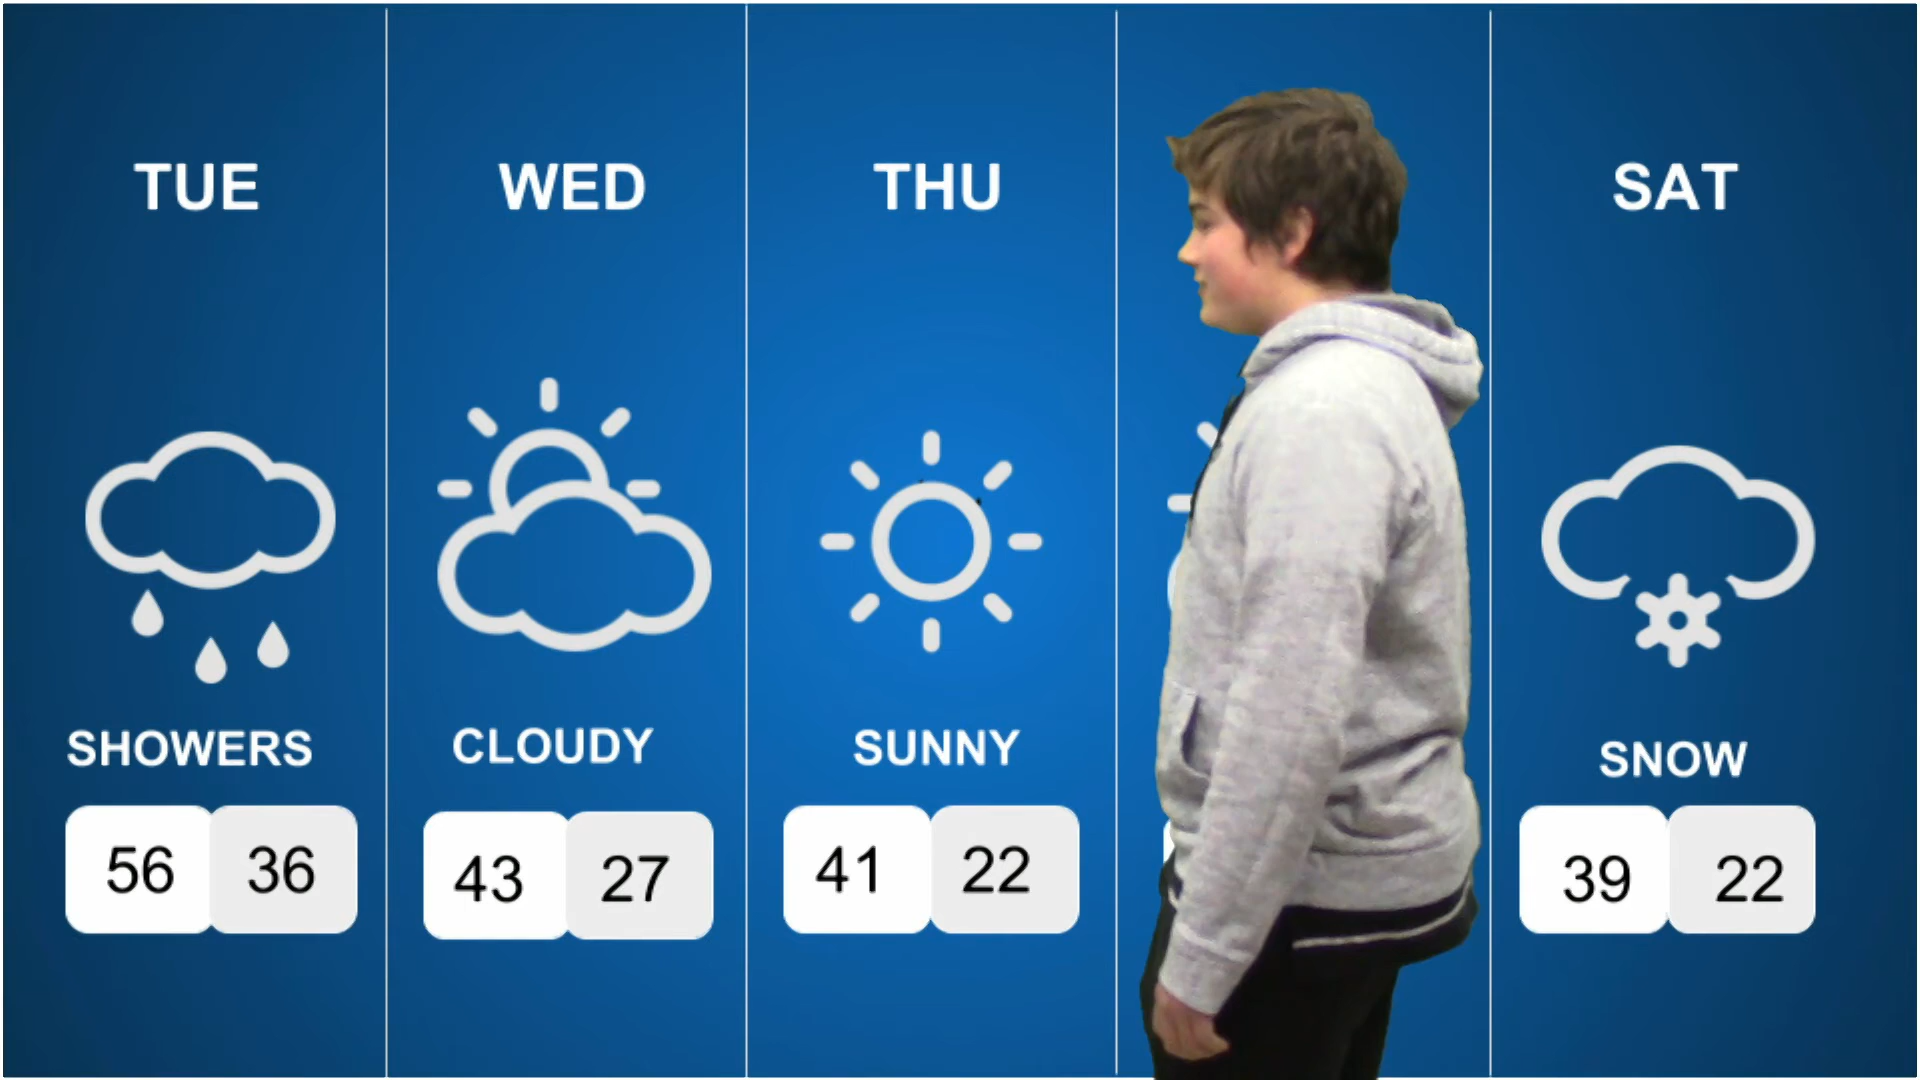 TUE
SHOWERS
56 36
WED
CLOUDY
43 27
THU
SUNNY
41 22
SAT
SNOW
39 22